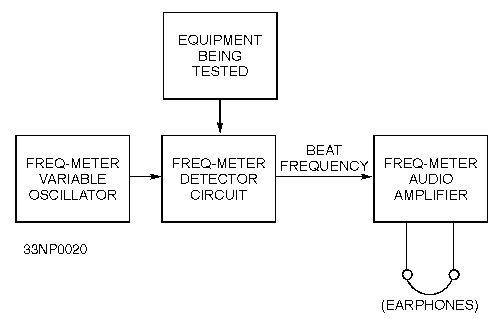 EQUIPMENT
BEING
TESTED
FREQ-METER
VARIABLE
OSCILLATOR
FREQ-METER
DETECTOR
CIRCUIT
BEAT
FREQUENCY
FREQ-METER
AUDIO
AMPLIFIER
33NP0020
(EARPHONES)